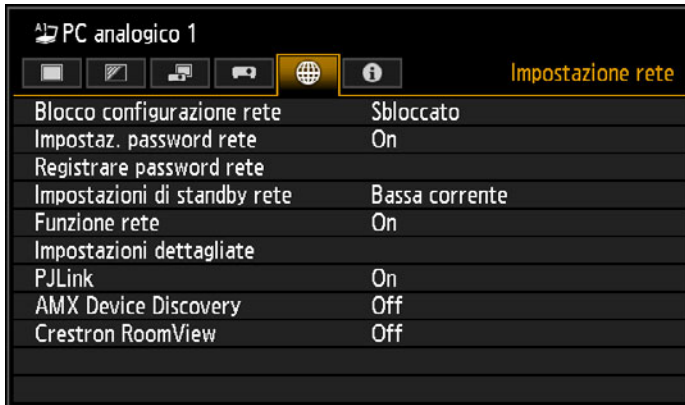 PC analogico 1
Impostazione rete
Blocco configurazione rete Sbloccato
Impostaz. password rete On
Registrare password rete
Impostazioni di standby rete Bassa corrente
Funzione rete On
Impostazioni dettagliate
PJLink On
AMX Device Discovery Off
Crestron RoomView Off